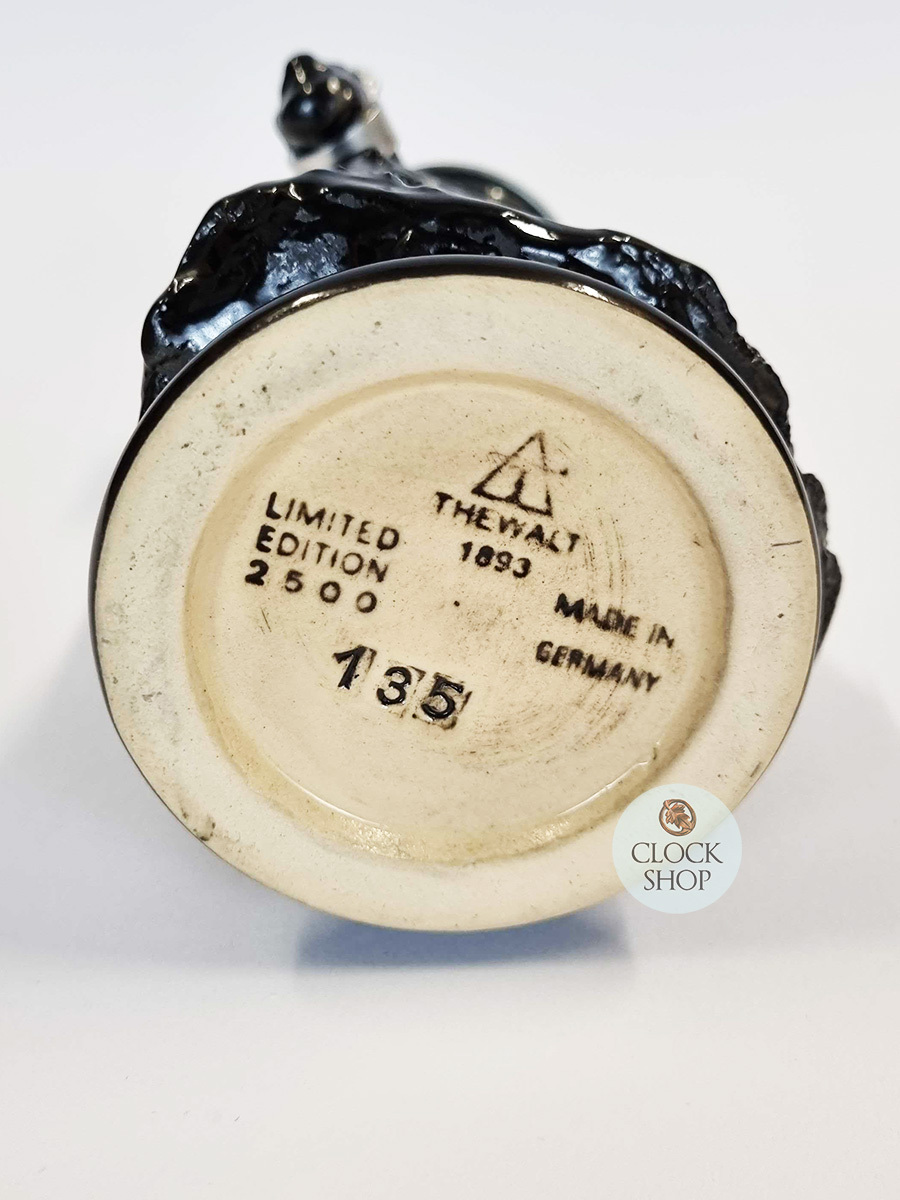 THEWALT
1893
LIMITED
EDITION
2500
MADE IN
GERMANY
135
CLOCK
SHOP